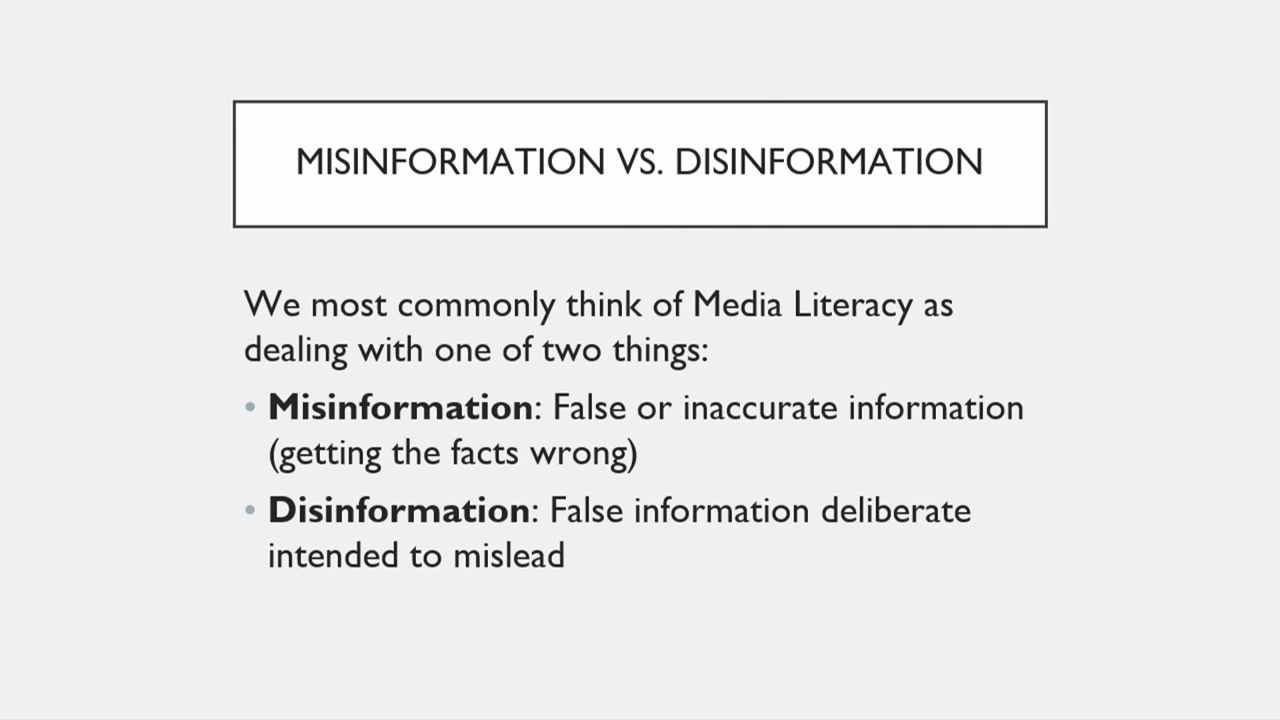 MISINFORMATION VS. DISINFORMATION
We most commonly think of Media Literacy as
dealing with one of two things:
• Misinformation: False or inaccurate information
(getting the facts wrong)
• Disinformation: False information deliberate
intended to mislead